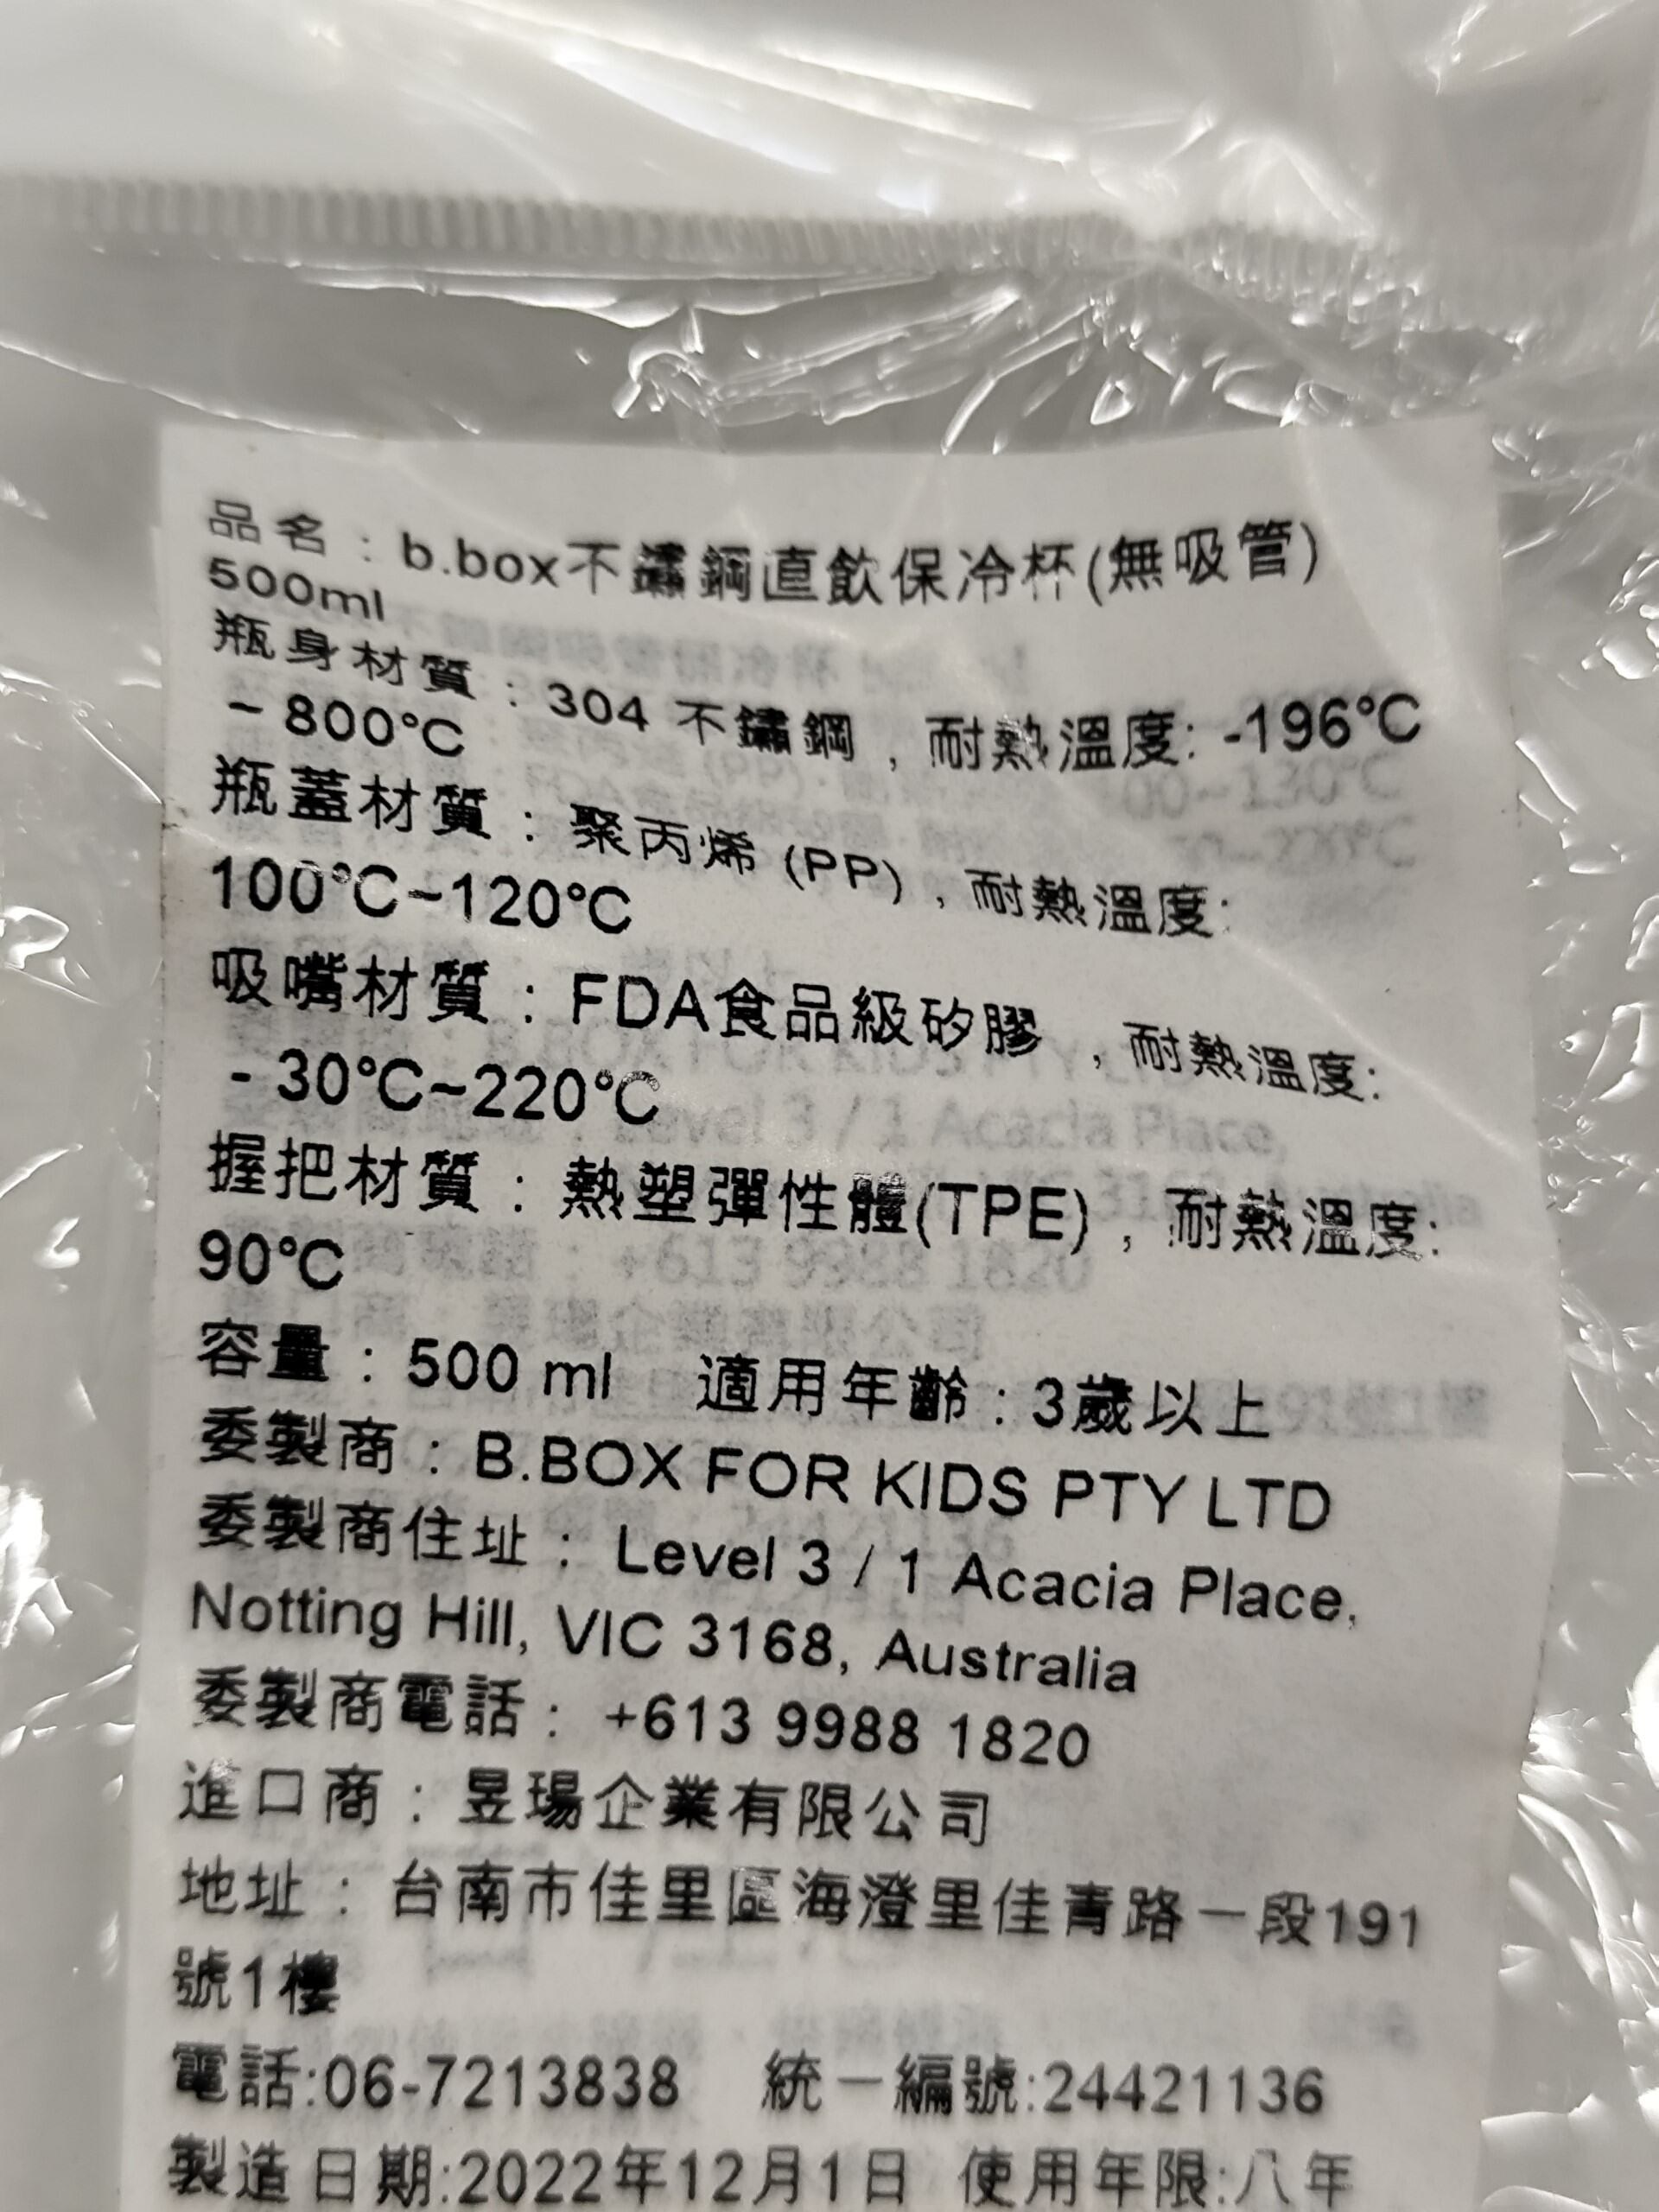 品名：b.box不鏽鋼直飲保冷杯(無吸管)
500ml
瓶身材質：304 不鏽鋼，耐熱溫度: -196℃
~ 800℃
瓶蓋材質：聚丙烯 (PP)，耐熱溫度:
100℃~120℃
吸嘴材質：FDA食品級矽膠 ，耐熱溫度:
- 30℃~220℃
握把材質：熱塑彈性體(TPE)，耐熱溫度:
90℃
容量：500 ml 適用年齡：3歲以上
委製商：B.BOX FOR KIDS PTY LTD
委製商住址： Level 3 / 1 Acacia Place,
Notting Hill, VIC 3168, Australia
委製商電話： +613 9988 1820
進口商：昱瑒企業有限公司
地址：台南市佳里區海澄里佳青路一段191
號1樓
電話:06-7213838 統一編號:24421136
製造日期:2022年12月1日 使用年限:八年